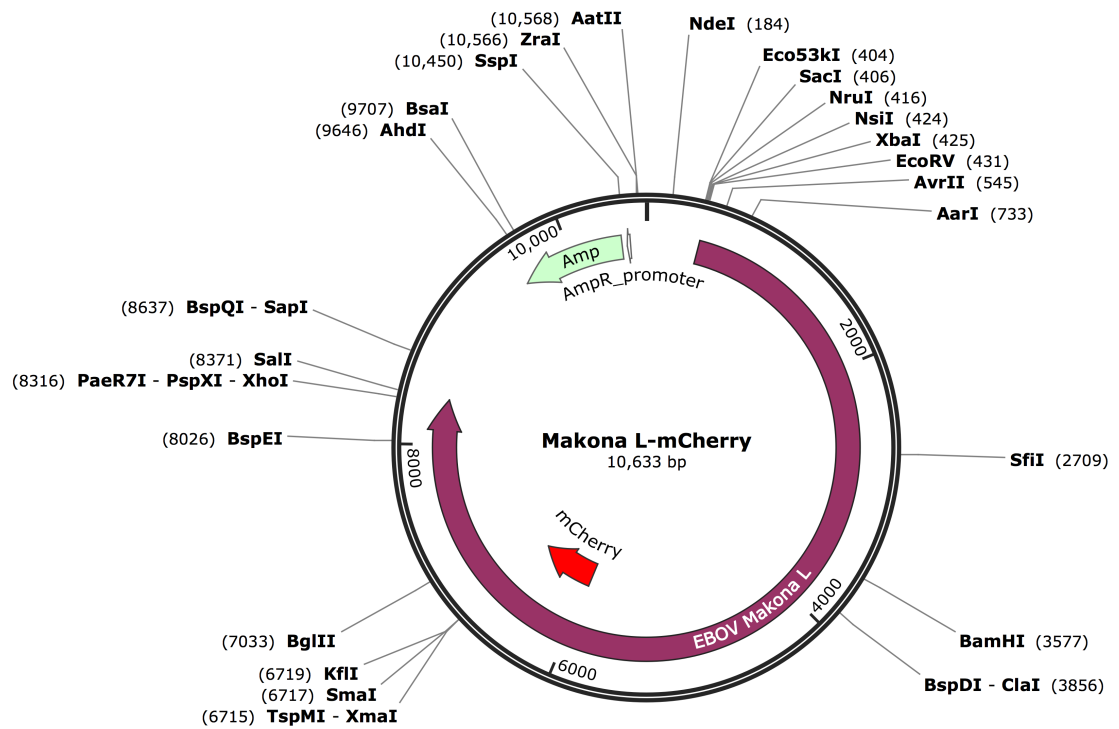 (10,568) AatII
(10,566) ZraI
(10,450) SspI
(9707) BsaI
(9646) AhdI
NdeI (184)
Eco53kI (404)
SacI (406)
NruI (416)
NsiI (424)
XbaI (425)
EcoRV (431)
AvrII (545)
AarI (733)
10,000
Amp
AmpR_promoter
2000
(8637) BspQI - SapI
(8371) SalI
(8316) PaeR7I - PspXI - XhoI
(8026) BspEI
8000
Makona L-mCherry
10,633 bp
SfiI (2709)
mCherry
EBOV Makona L
4000
6000
BamHI (3577)
BspDI - ClaI (3856)
(7033) BglII
(6719) KflI
(6717) SmaI
(6715) TspMI - XmaI